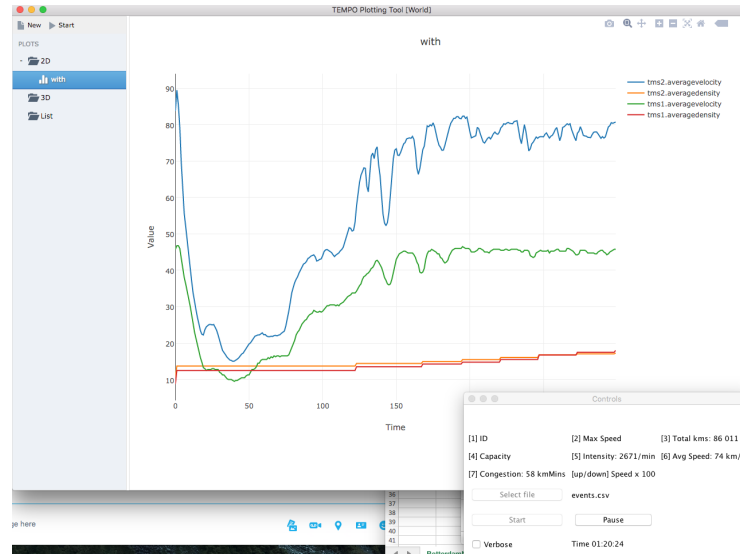 TEMPO Plotting Tool [World]
New Start
PLOTS
2D
with
3D
List
with
tms2.averagevelocity
tms2.averagedensity
tms1.averagevelocity
tms1.averagedensity
90
80
70
60
50
40
30
20
10
Value
0 50 100 150
Time
Controls
[1] ID [2] Max Speed [3] Total kms: 86 011
[4] Capacity [5] Intensity: 2671/min [6] Avg Speed: 74 km/
[7] Congestion: 58 kmMins [up/down] Speed x 100
Select file events.csv
Start Pause
Verbose Time 01:20:24
ge here
36
37
38
39
40
41